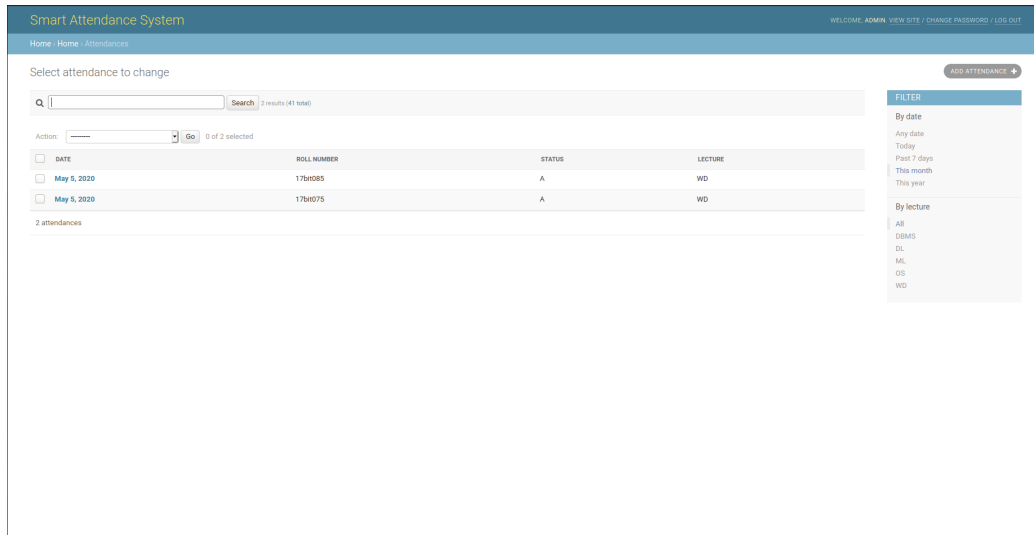 Smart Attendance System
WELCOME, ADMIN. VIEW SITE / CHANGE PASSWORD / LOG OUT
Home › Home › Attendances
Select attendance to change
ADD ATTENDANCE +
Search 2 results (41 total)
Action: --------- Go 0 of 2 selected
DATE ROLL NUMBER STATUS LECTURE
May 5, 2020 17bit085 A WD
May 5, 2020 17bit075 A WD
2 attendances
FILTER
By date
Any date
Today
Past 7 days
This month
This year
By lecture
All
DBMS
DL
ML
OS
WD